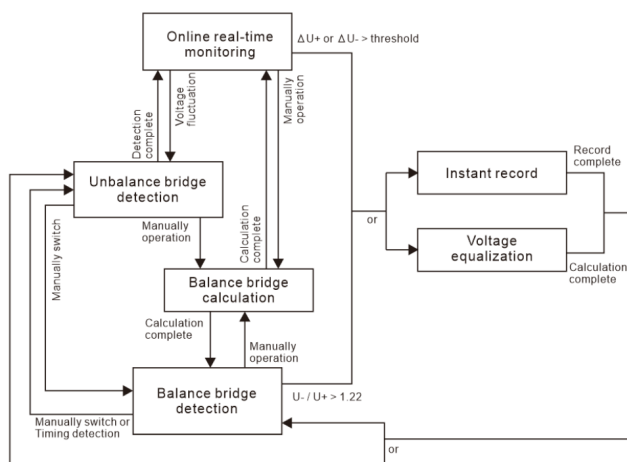 Online real-time
monitoring
ΔU+ or ΔU- > threshold
Detection
complete
Voltage
fluctuation
Manually
operation
Unbalance bridge
detection
Instant record
Record
complete
Manually switch
Manually
operation
Calculation
complete
or
Voltage
equalization
Calculation
complete
Balance bridge
calculation
Calculation
complete
Manually
operation
Balance bridge
detection
U- / U+ > 1.22
Manually switch or
Timing detection
or